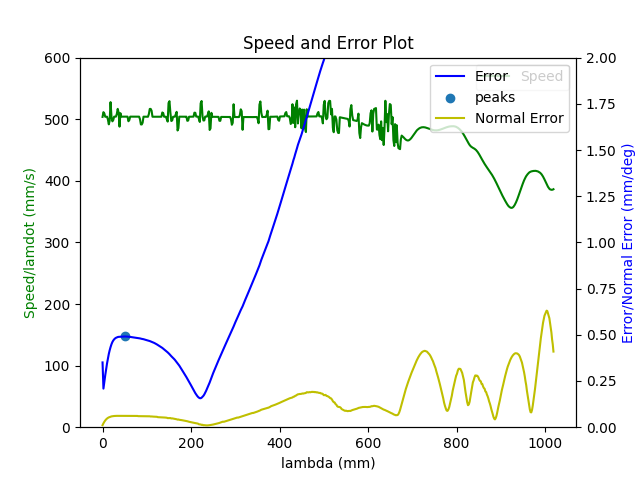 Speed and Error Plot
600
500
400
300
200
100
0
Speed/lamdot (mm/s)
0
200
400
600
800
1000
lambda (mm)
2.00
1.75
1.50
1.25
1.00
0.75
0.50
0.25
0.00
Error/Normal Error (mm/deg)
Error
Speed
peaks
Normal Error